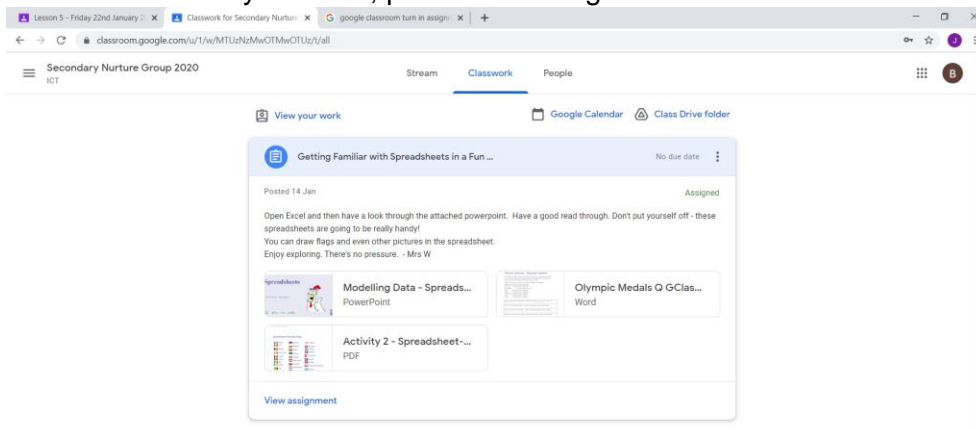 Lesson 5 - Friday 22nd January 2
Classwork for Secondary Nurture
google classroom turn in assign
classroom.google.com/u/1/w/MTUzNzMwOTMwOTUz/t/all
J
Secondary Nurture Group 2020
ICT
Stream
Classwork
People
B
View your work
Google Calendar
Class Drive folder
Getting Familiar with Spreadsheets in a Fun ...
No due date
Posted 14 Jan
Assigned
Open Excel and then have a look through the attached powerpoint. Have a good read through. Don't put yourself off - these
spreadsheets are going to be really handy!
You can draw flags and even other pictures in the spreadsheet.
Enjoy exploring. There's no pressure. - Mrs W
Spreadsheets
Modelling Data - Spreads...
PowerPoint
Olympic Medals Q GClas...
Word
Activity 2 - Spreadsheet-...
PDF
View assignment